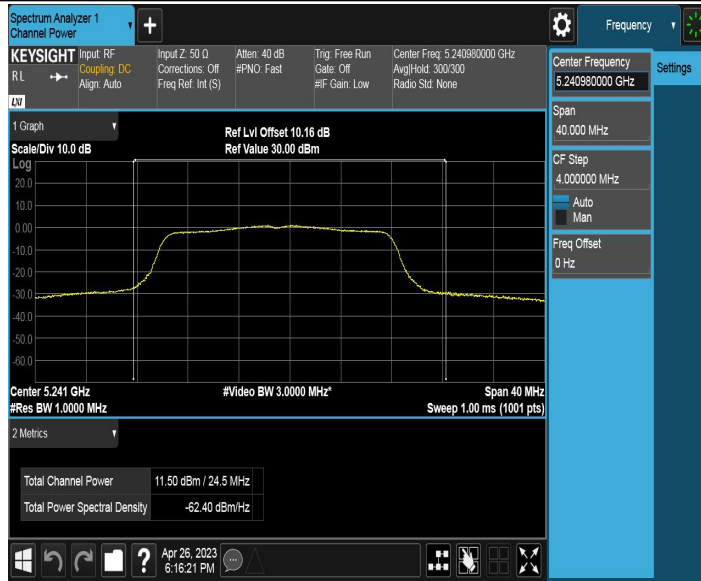 Spectrum Analyzer 1
Channel Power
+
Frequency
KEYSIGHT
Input: RF
Coupling: DC
Align: Auto
Input Z: 50 Ω
Corrections: Off
Freq Ref: Int (S)
Atten: 40 dB
#PNO: Fast
Trig: Free Run
Gate: Off
#IF Gain: Low
Center Freq: 5.240980000 GHz
Avg|Hold: 300/300
Radio Std: None
RL
LXI
Center Frequency
5.240980000 GHz
Settings
Span
40.000 MHz
CF Step
4.000000 MHz
Auto
Man
Freq Offset
0 Hz
1 Graph
Scale/Div 10.0 dB
Ref Lvl Offset 10.16 dB
Ref Value 30.00 dBm
Log
20.0
10.0
0.00
-10.0
-20.0
-30.0
-40.0
-50.0
-60.0
Center 5.241 GHz
#Video BW 3.0000 MHz*
Span 40 MHz
#Res BW 1.0000 MHz
Sweep 1.00 ms (1001 pts)
2 Metrics
Total Channel Power 11.50 dBm / 24.5 MHz
Total Power Spectral Density -62.40 dBm/Hz
?
Apr 26, 2023
6:16:21 PM